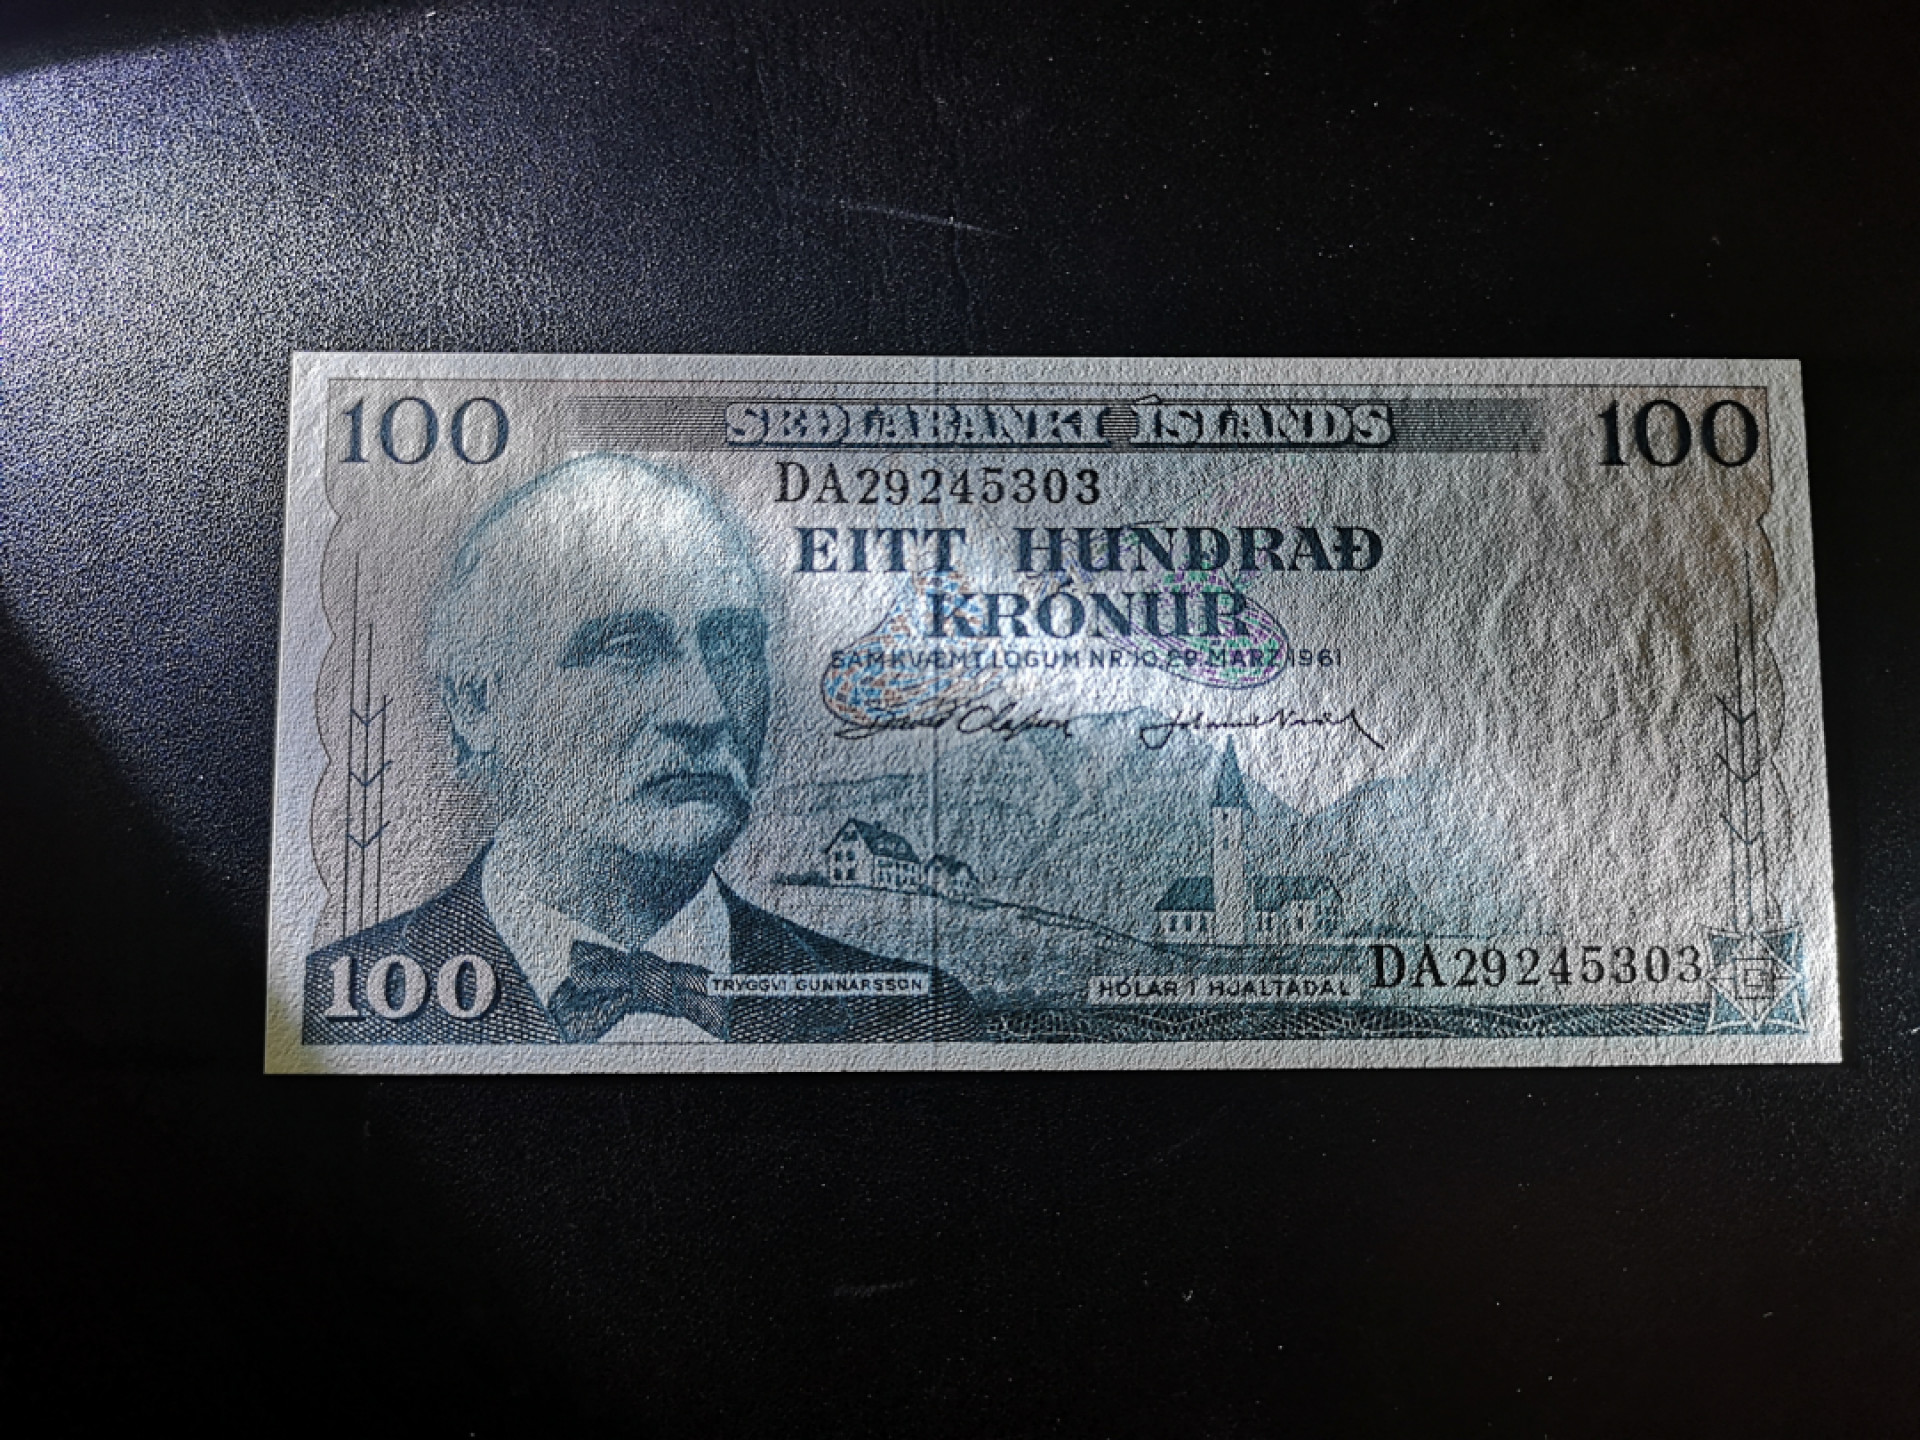 100 SEÐLABANKI ÍSLANDS 100
DA29245303
EITT HUNDRAÐ
KRÓNUR
SAMKVÆMT LÖGUM NR. 10, 29. MARZ 1961
100 TRYGGVI GUNNARSSON HÓLAR Í HJALTADAL DA29245303